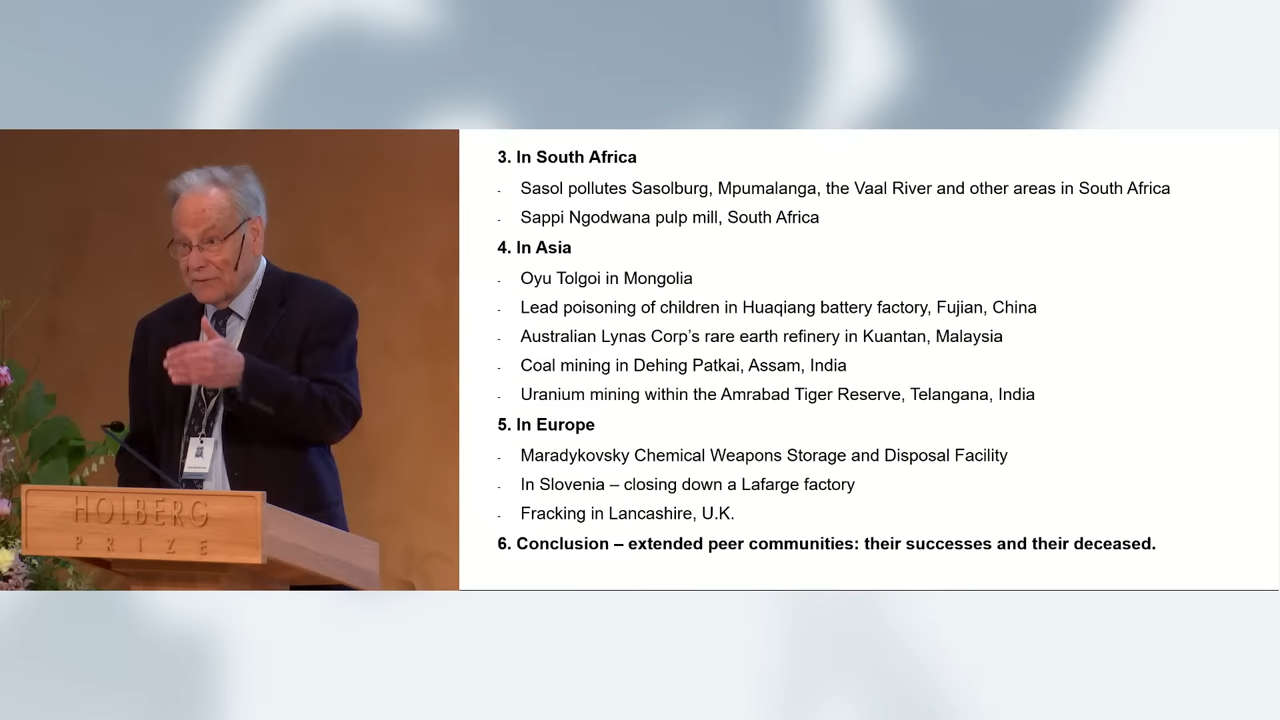 3. In South Africa
- Sasol pollutes Sasolburg, Mpumalanga, the Vaal River and other areas in South Africa
- Sappi Ngodwana pulp mill, South Africa
4. In Asia
- Oyu Tolgoi in Mongolia
- Lead poisoning of children in Huaqiang battery factory, Fujian, China
- Australian Lynas Corp’s rare earth refinery in Kuantan, Malaysia
- Coal mining in Dehing Patkai, Assam, India
- Uranium mining within the Amrabad Tiger Reserve, Telangana, India
5. In Europe
- Maradykovsky Chemical Weapons Storage and Disposal Facility
- In Slovenia – closing down a Lafarge factory
- Fracking in Lancashire, U.K.
6. Conclusion – extended peer communities: their successes and their deceased.
HOLBERG
PRIZE